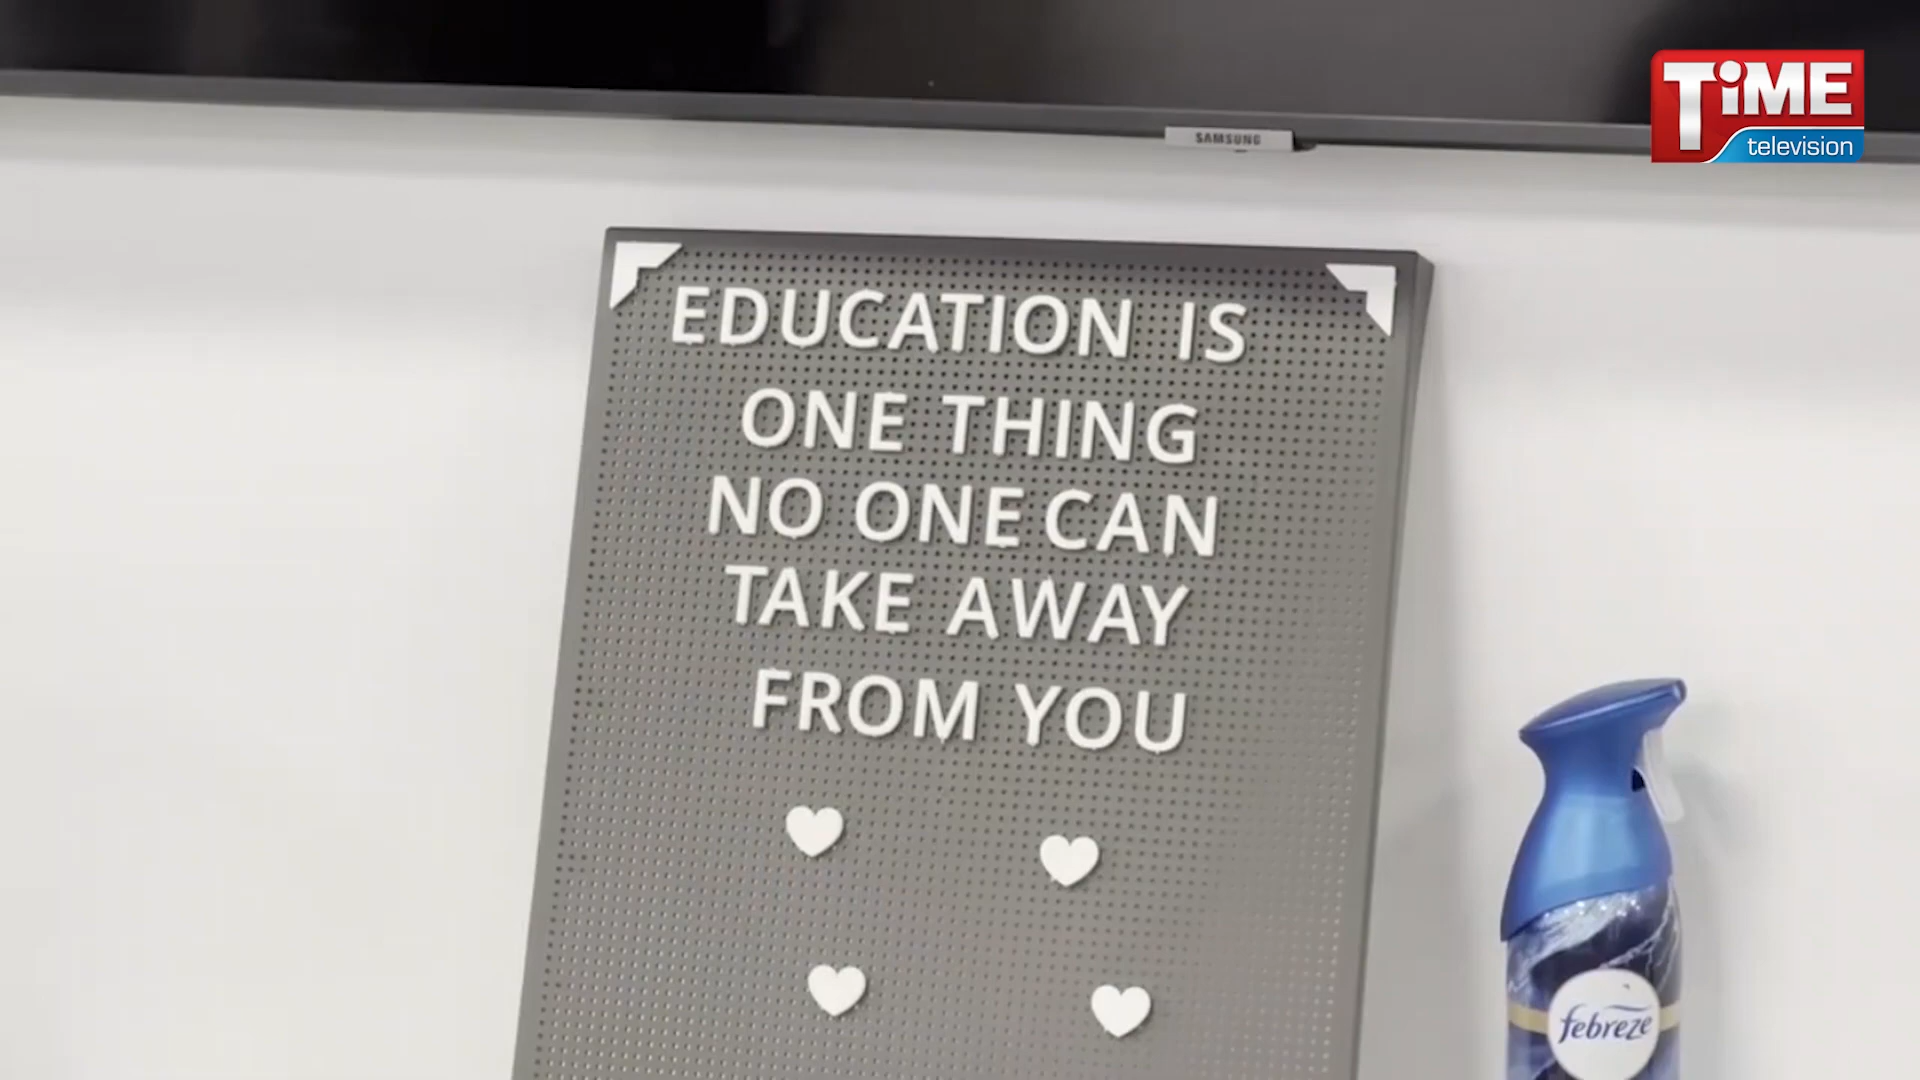 TiME
television
SAMSUNG
EDUCATION IS
ONE THING
NO ONE CAN
TAKE AWAY
FROM YOU
febreze